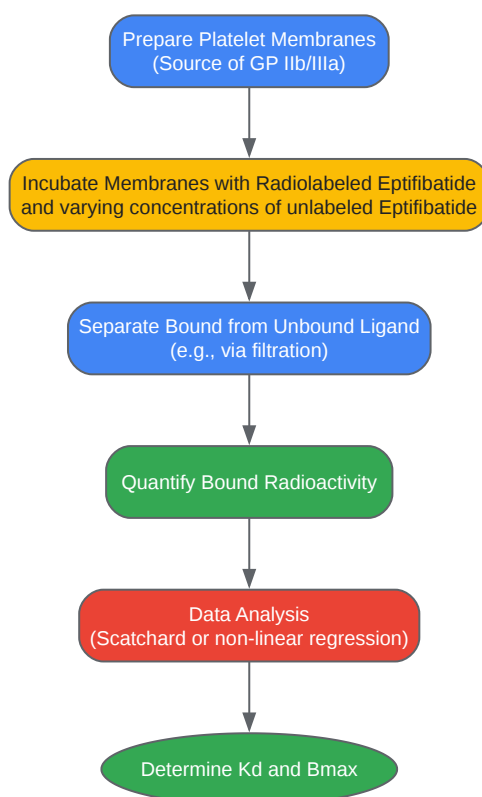 Prepare Platelet Membranes
(Source of GP IIb/IIIa)
Incubate Membranes with Radiolabeled Eptifibatide
and varying concentrations of unlabeled Eptifibatide
Separate Bound from Unbound Ligand
(e.g., via filtration)
Quantify Bound Radioactivity
Data Analysis
(Scatchard or non-linear regression)
Determine Kd and Bmax